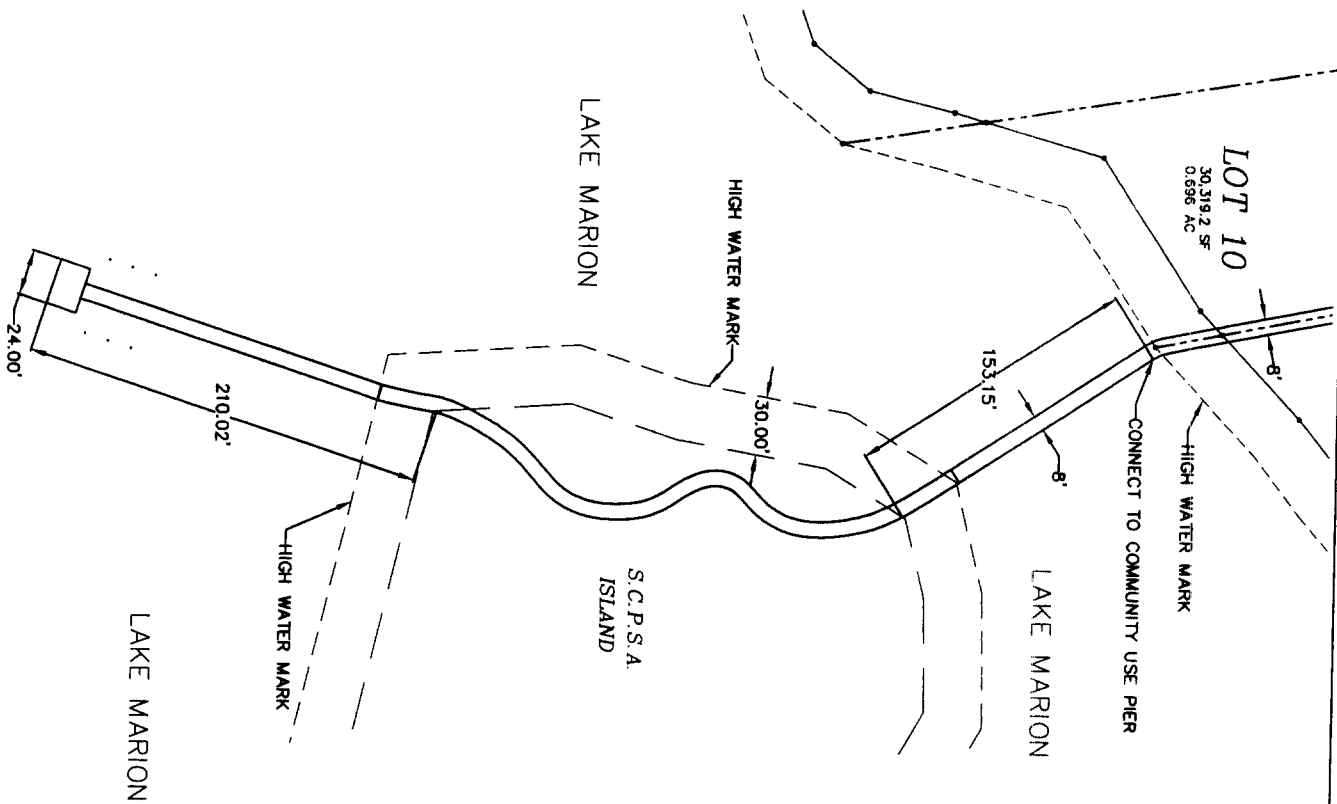 LOT 10
30,319.2 SF
0.696 AC
8'
HIGH WATER MARK
CONNECT TO COMMUNITY USE PIER
LAKE MARION
153.15'
8'
HIGH WATER MARK
30.00'
LAKE MARION
S.C.P.S.A.
ISLAND
210.02'
24.00'
HIGH WATER MARK
LAKE MARION